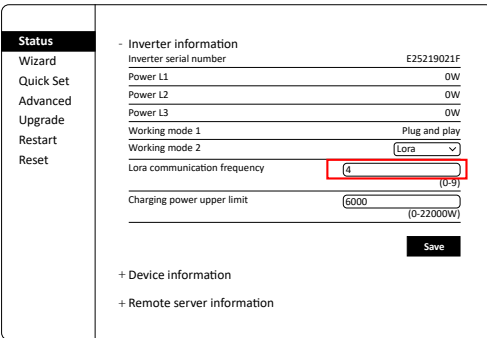 Status
Wizard
Quick Set
Advanced
Upgrade
Restart
Reset
- Inverter information
Inverter serial number E25219021F
Power L1 0W
Power L2 0W
Power L3 0W
Working mode 1 Plug and play
Working mode 2 Lora
Lora communication frequency 4
(0-9)
Charging power upper limit 6000
(0-22000W)
Save
+ Device information
+ Remote server information